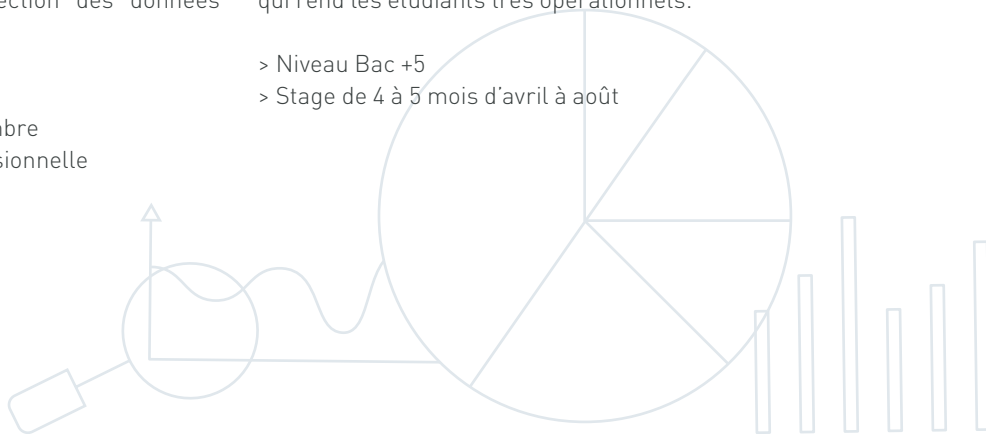 des données
mbre
sionnelle
qui rend les étudiants très opérationnels.
> Niveau Bac +5
> Stage de 4 à 5 mois d’avril à août